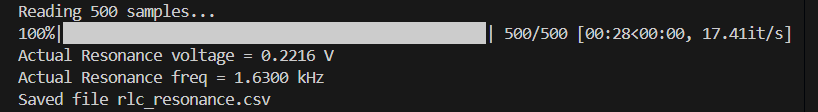 Reading 500 samples...
100%|██████████| 500/500 [00:28<00:00, 17.41it/s]
Actual Resonance voltage = 0.2216 V
Actual Resonance freq = 1.6300 kHz
Saved file rlc_resonance.csv